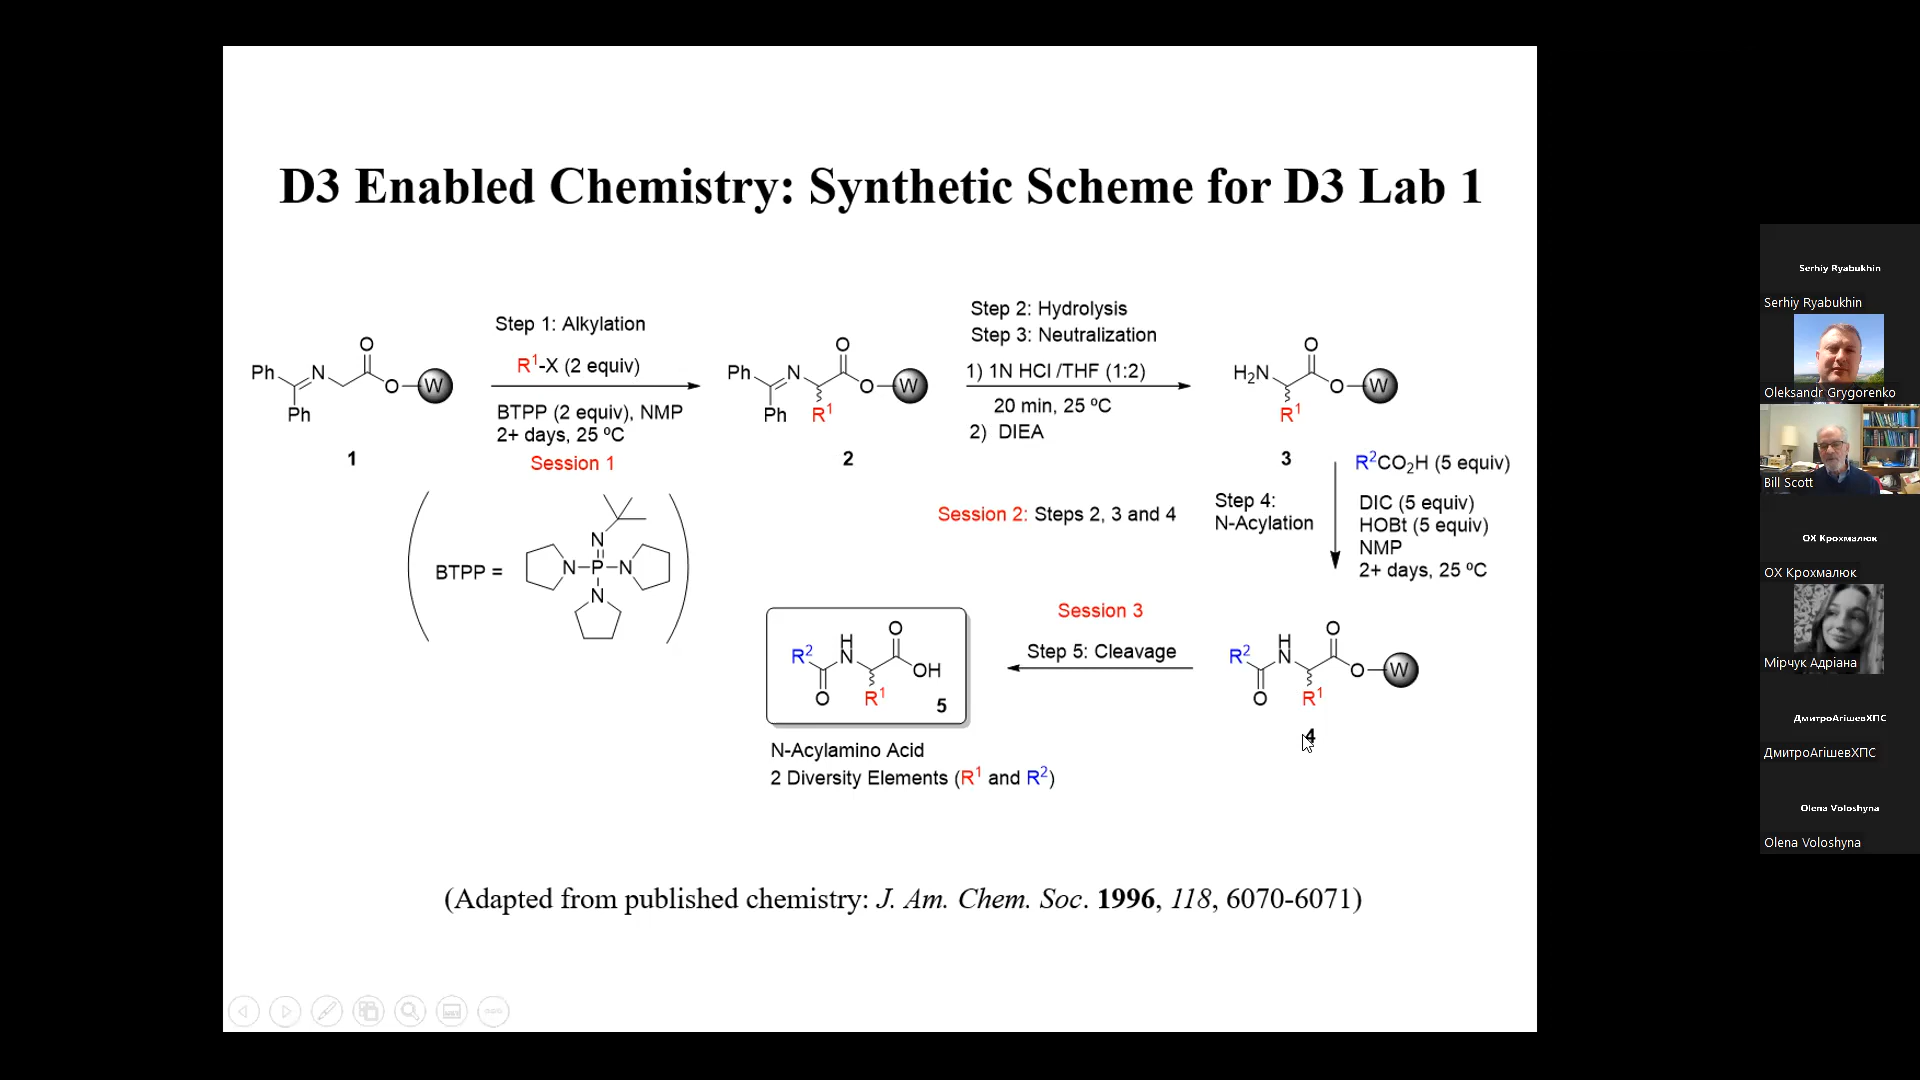 D3 Enabled Chemistry: Synthetic Scheme for D3 Lab 1
Step 1: Alkylation
R¹-X (2 equiv)
BTPP (2 equiv), NMP
2+ days, 25 ºC
Session 1
Ph
N
O
O
W
Ph
1
Ph
N
O
O
W
Ph
R¹
2
Step 2: Hydrolysis
Step 3: Neutralization
1) 1N HCl /THF (1:2)
20 min, 25 ºC
2) DIEA
H₂N
O
O
W
R¹
3
Session 2: Steps 2, 3 and 4
Step 4:
N-Acylation
R²CO₂H (5 equiv)
DIC (5 equiv)
HOBt (5 equiv)
NMP
2+ days, 25 ºC
BTPP =
N
N
P
N
N
Session 3
Step 5: Cleavage
R²
H
N
O
O
W
O
R¹
4
R²
H
N
O
OH
O
R¹
5
N-Acylamino Acid
2 Diversity Elements (R¹ and R²)
(Adapted from published chemistry: J. Am. Chem. Soc. 1996, 118, 6070-6071)
Serhiy Ryabukhin
Serhiy Ryabukhin
Oleksandr Grygorenko
Bill Scott
ОХ Крохмалюк
ОХ Крохмалюк
Мірчук Адріана
ДмитроАгішевХПС
ДмитроАгішевХПС
Olena Voloshyna
Olena Voloshyna